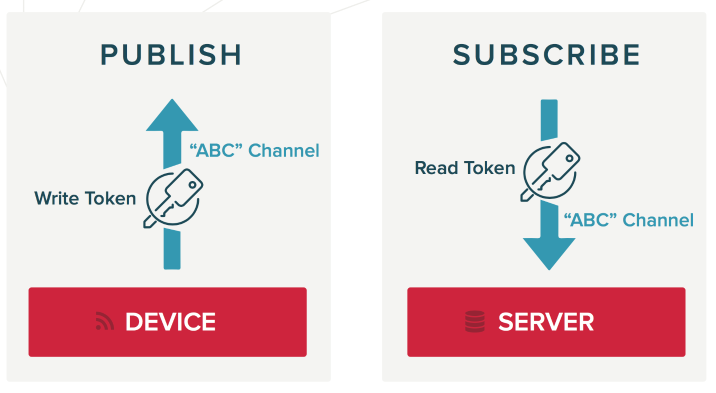 PUBLISH
“ABC” Channel
Write Token
DEVICE
SUBSCRIBE
Read Token
“ABC” Channel
SERVER